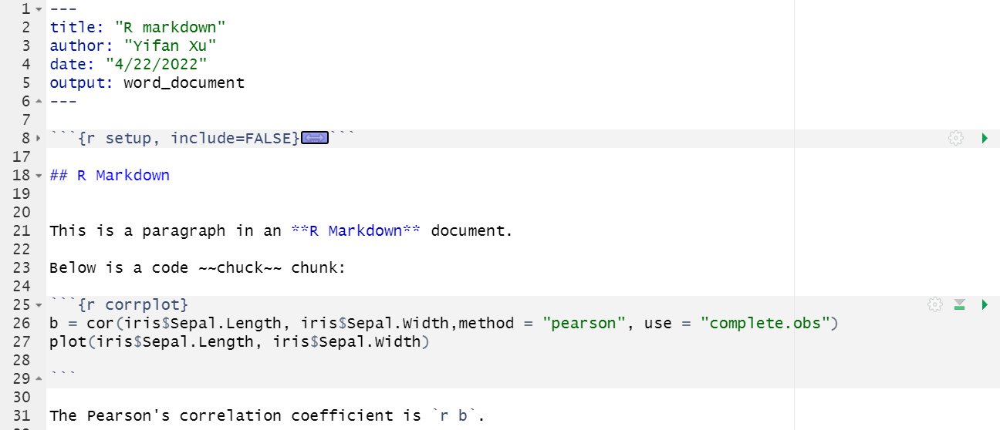 1 ---
2 title: "R markdown"
3 author: "Yifan Xu"
4 date: "4/22/2022"
5 output: word_document
6 ---
7
8 ```{r setup, include=FALSE}```
17
18 ## R Markdown
19
20
21 This is a paragraph in an **R Markdown** document.
22
23 Below is a code ~~chuck~~ chunk:
24
25 ```{r corrplot}
26 b = cor(iris$Sepal.Length, iris$Sepal.Width,method = "pearson", use = "complete.obs")
27 plot(iris$Sepal.Length, iris$Sepal.Width)
28
29 ```
30
31 The Pearson's correlation coefficient is `r b`.